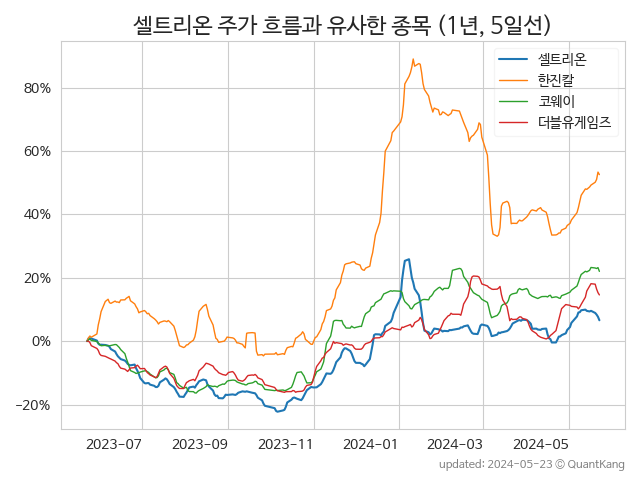 셀트리온 주가 흐름과 유사한 종목 (1년, 5일선)
셀트리온
한진칼
코웨이
더블유게임즈
80%
60%
40%
20%
0%
−20%
2023-07 2023-09 2023-11 2024-01 2024-03 2024-05
updated: 2024-05-23 © QuantKang